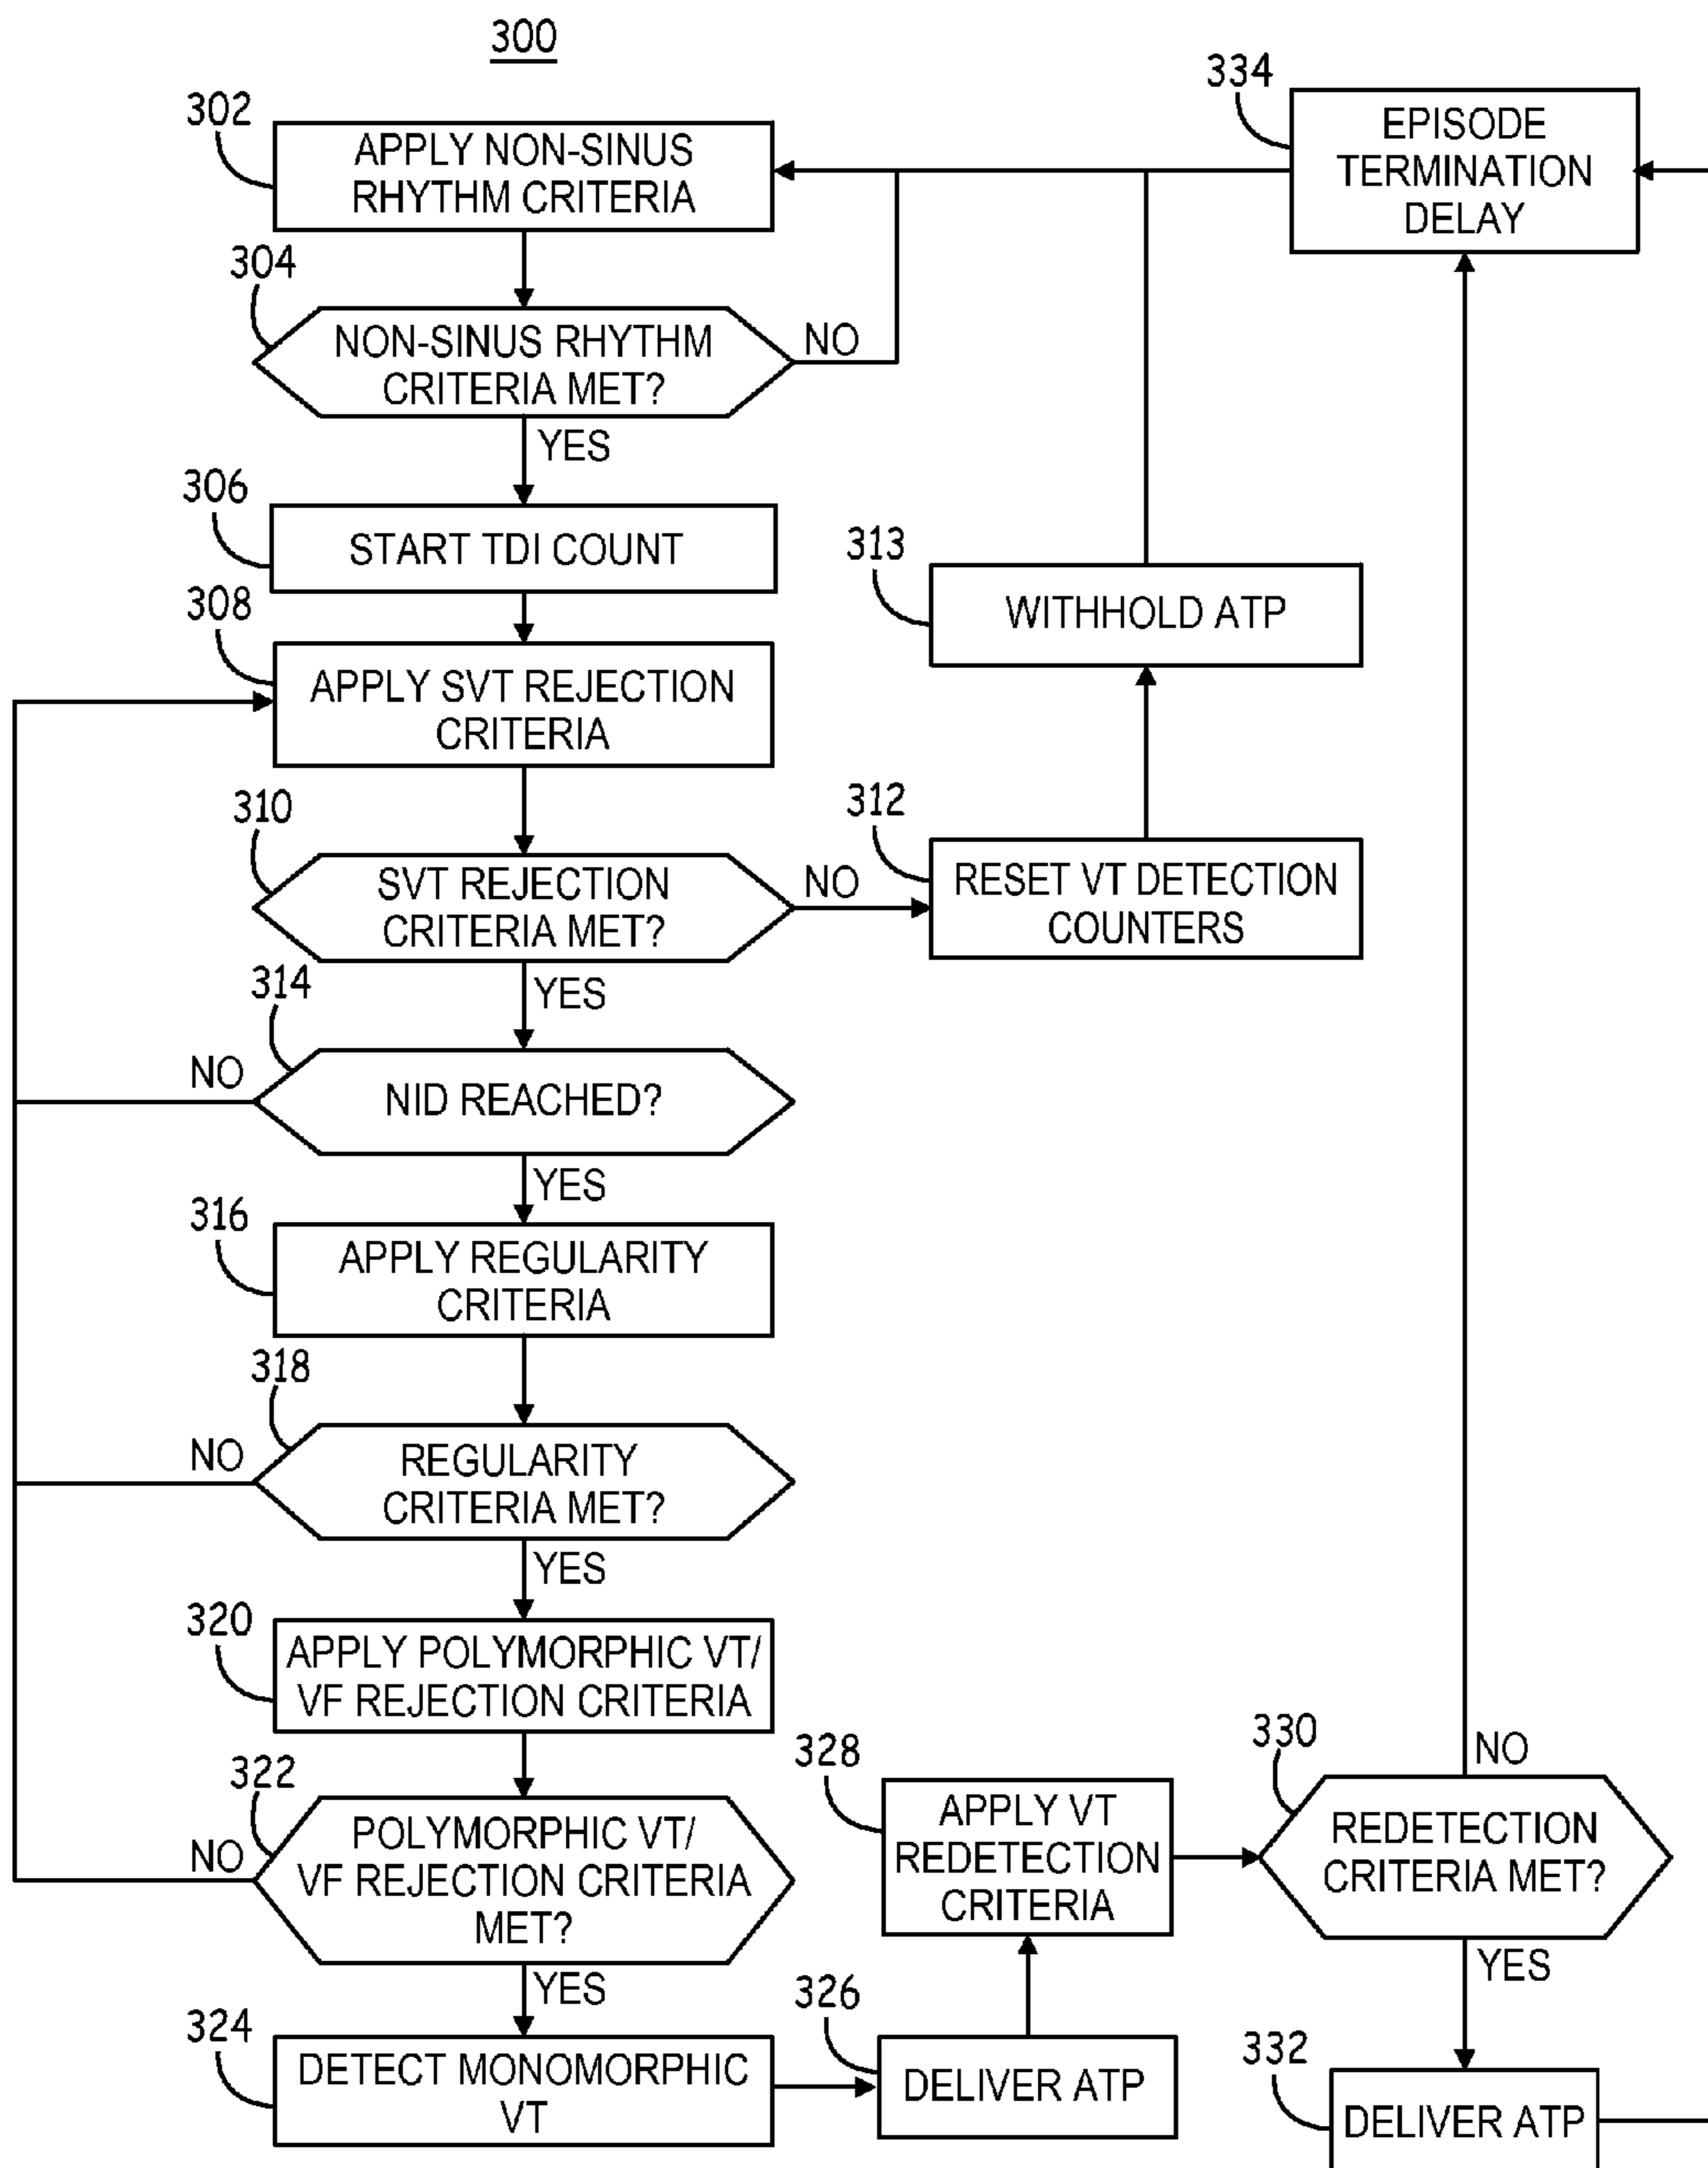 300
302
APPLY NON-SINUS
RHYTHM CRITERIA
334
EPISODE
TERMINATION
DELAY
304
NON-SINUS RHYTHM
CRITERIA MET?
NO
YES
306
START TDI COUNT
313
WITHHOLD ATP
308
APPLY SVT REJECTION
CRITERIA
310
SVT REJECTION
CRITERIA MET?
NO
312
RESET VT DETECTION
COUNTERS
YES
314
NO
NID REACHED?
YES
316
APPLY REGULARITY
CRITERIA
318
NO
REGULARITY
CRITERIA MET?
YES
320
APPLY POLYMORPHIC VT/
VF REJECTION CRITERIA
322
NO
POLYMORPHIC VT/
VF REJECTION CRITERIA
MET?
YES
324
DETECT MONOMORPHIC
VT
326
DELIVER ATP
328
APPLY VT
REDETECTION
CRITERIA
330
NO
REDETECTION
CRITERIA MET?
YES
332
DELIVER ATP